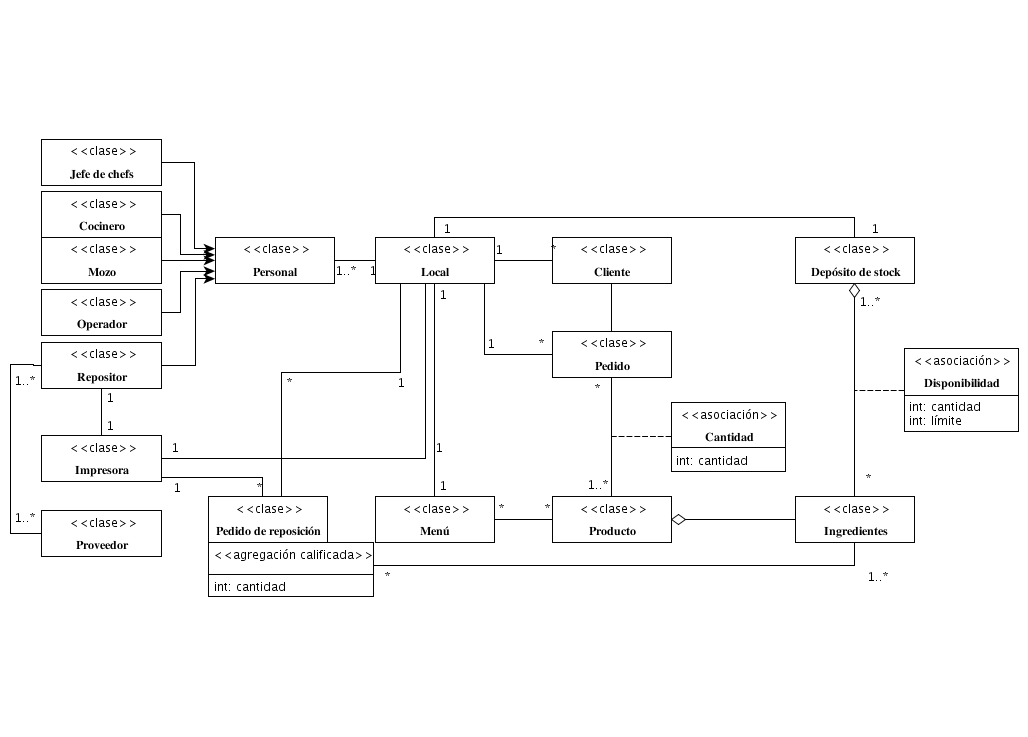 <<clase>>
Jefe de chefs
<<clase>>
Cocinero
<<clase>>
Mozo
<<clase>>
Operador
<<clase>>
Repositor
1..*
1
1
<<clase>>
Impresora
1
1
1..*
<<clase>>
Proveedor
<<clase>>
Personal
1..*
1
<<clase>>
Local
1
1
*
<<clase>>
Cliente
1
<<clase>>
Depósito de stock
1..*
1
1
*
<<clase>>
Pedido
*
1
*
<<asociación>>
Cantidad
int: cantidad
<<asociación>>
Disponibilidad
int: cantidad
int: límite
1
1
*
1..*
*
*
<<clase>>
Pedido de reposición
<<agregación calificada>>
int: cantidad
<<clase>>
Menú
*
*
<<clase>>
Producto
<<clase>>
Ingredientes
1..*